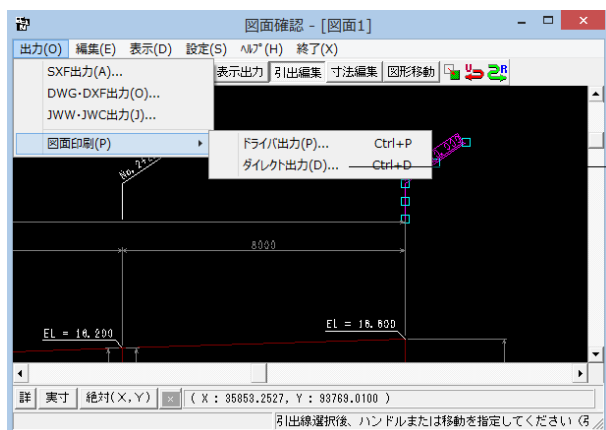 図面確認 - [図面1]
出力(O) 編集(E) 表示(D) 設定(S) ﾍﾙﾌﾟ(H) 終了(X)
SXF出力(A)... 表示出力 引出編集 寸法編集 図形移動
DWG･DXF出力(O)...
JWW･JWC出力(J)...
図面印刷(P) ドライバ出力(P)... Ctrl+P
ダイレクト出力(D)... Ctrl+D
8000
EL = 16.200
EL = 16.600
詳 実寸 絶対(X,Y) × ( X : 35853.2527, Y : 93769.0100 )
引出線選択後、ハンドルまたは移動を指定してください